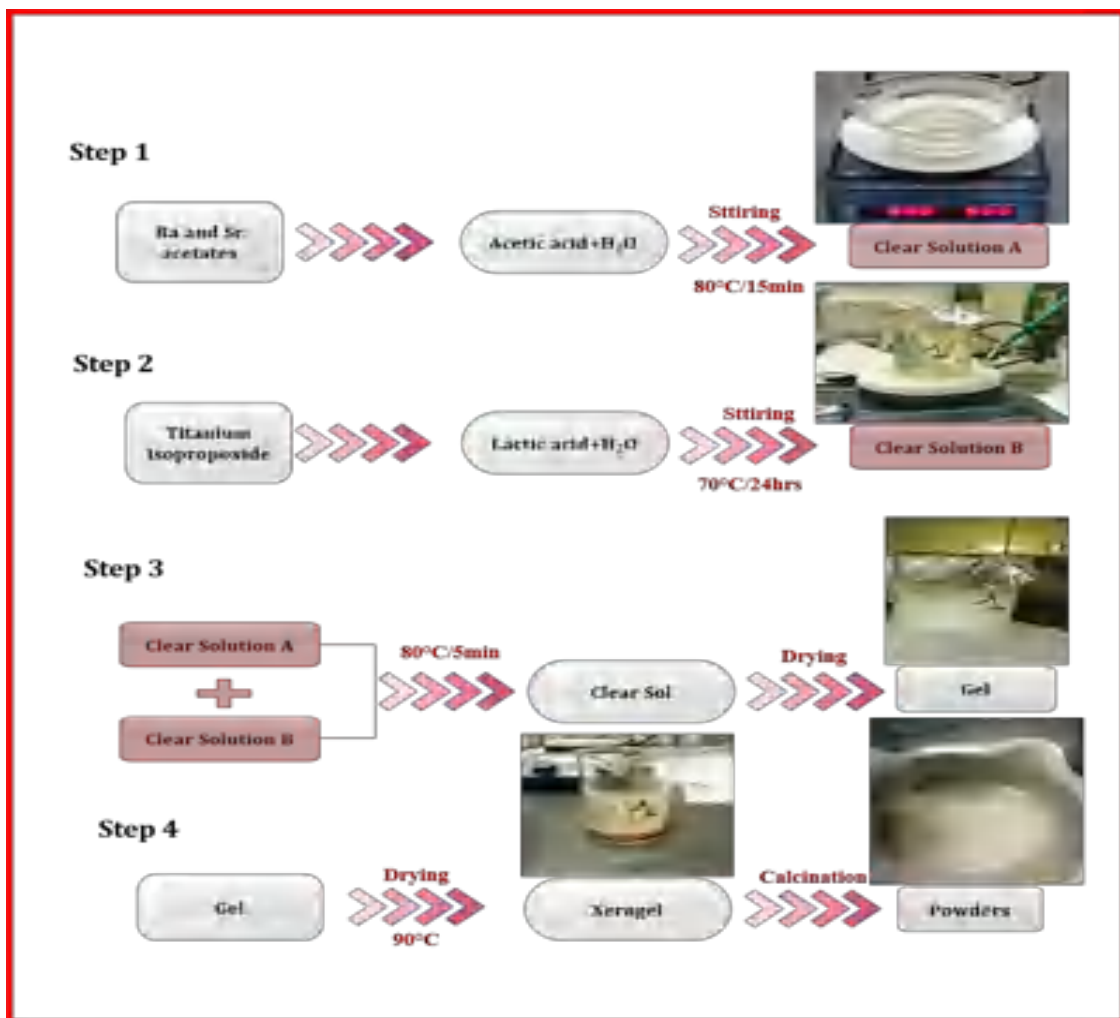 Step 1
Ba and Sr
acetates
Acetic acid+H₂O
Sttiring
80°C/15min
Clear Solution A
Step 2
Titanium
Isopropoxide
Lactic acid+H₂O
Sttiring
70°C/24hrs
Clear Solution B
Step 3
Clear Solution A
Clear Solution B
80°C/5min
Clear Sol
Drying
Gel
Step 4
Gel
Drying
90°C
Xeragel
Calcination
Powders